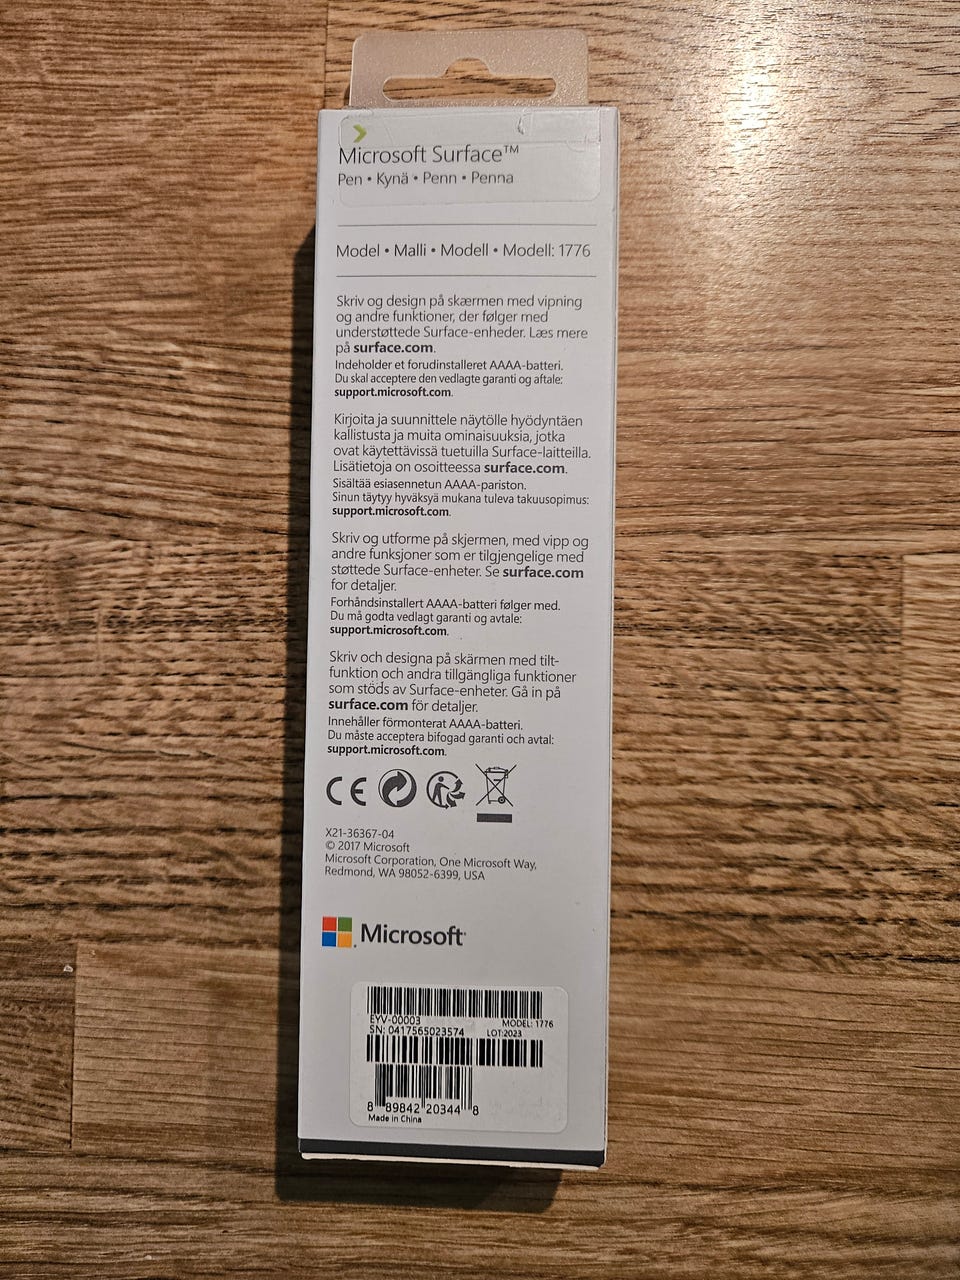 Microsoft Surface™
Pen • Kynä • Penn • Penna
Model • Malli • Modell • Modell: 1776
Skriv og design på skærmen med vipning
og andre funktioner, der følger med
understøttede Surface-enheder. Læs mere
på surface.com.
Indeholder et forudinstalleret AAAA-batteri.
Du skal acceptere den vedlagte garanti og aftale:
support.microsoft.com.
Kirjoita ja suunnittele näytölle hyödyntäen
kallistusta ja muita ominaisuuksia, jotka
ovat käytettävissä tuetuilla Surface-laitteilla.
Lisätietoja on osoitteessa surface.com.
Sisältää esiasennetun AAAA-pariston.
Sinun täytyy hyväksyä mukana tuleva takuusopimus:
support.microsoft.com.
Skriv og utforme på skjermen, med vipp og
andre funksjoner som er tilgjengelige med
støttede Surface-enheter. Se surface.com
for detaljer.
Forhåndsinstallert AAAA-batteri følger med.
Du må godta vedlagt garanti og avtale:
support.microsoft.com.
Skriv och designa på skärmen med tilt-
funktion och andra tillgängliga funktioner
som stöds av Surface-enheter. Gå in på
surface.com för detaljer.
Innehåller förmonterat AAAA-batteri.
Du måste acceptera bifogad garanti och avtal:
support.microsoft.com.
CE
X21-36367-04
© 2017 Microsoft
Microsoft Corporation, One Microsoft Way,
Redmond, WA 98052-6399, USA
Microsoft
EYV-00003 MODEL: 1776
SN: 0417565023574 LOT:2023
8 89842 20344 8
Made in China